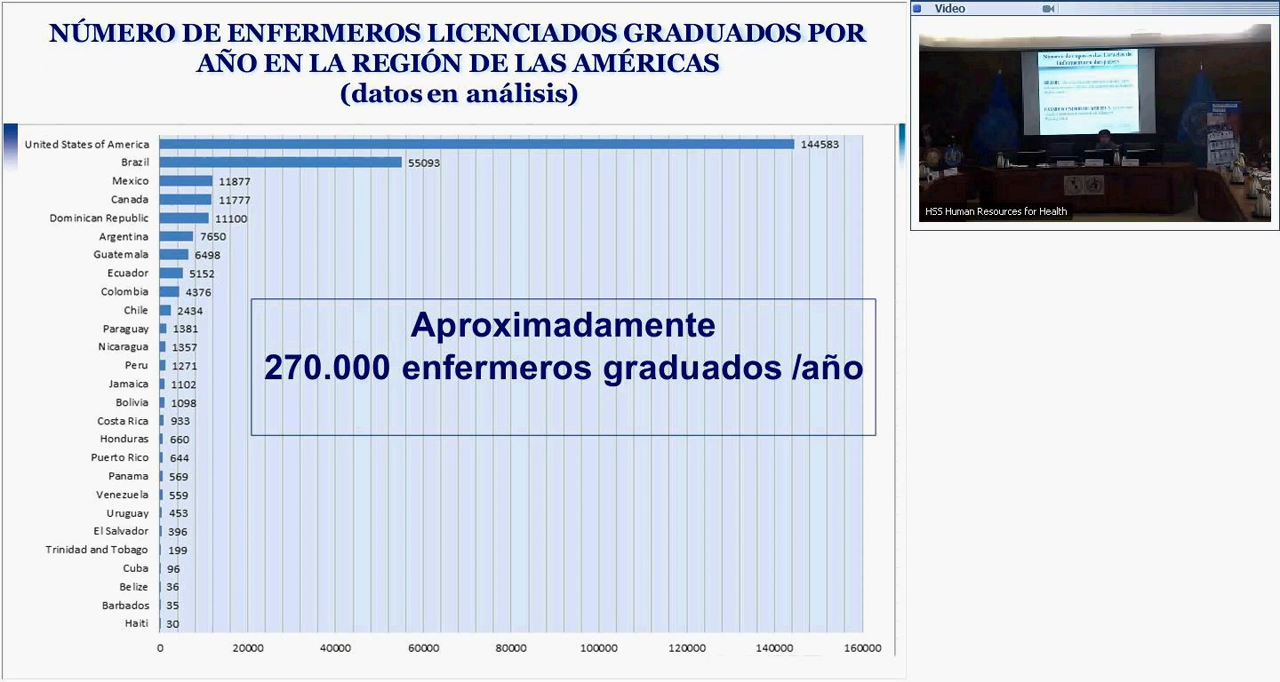 NÚMERO DE ENFERMEROS LICENCIADOS GRADUADOS POR
AÑO EN LA REGIÓN DE LAS AMÉRICAS
(datos en análisis)
United States of America 144583
Brazil 55093
Mexico 11877
Canada 11777
Dominican Republic 11100
Argentina 7650
Guatemala 6498
Ecuador 5152
Colombia 4376
Chile 2434
Paraguay 1381
Nicaragua 1357
Peru 1271
Jamaica 1102
Bolivia 1098
Costa Rica 933
Honduras 660
Puerto Rico 644
Panama 569
Venezuela 559
Uruguay 453
El Salvador 396
Trinidad and Tobago 199
Cuba 96
Belize 36
Barbados 35
Haiti 30
0 20000 40000 60000 80000 100000 120000 140000 160000
Aproximadamente
270.000 enfermeros graduados /año
Video
HSS Human Resources for Health